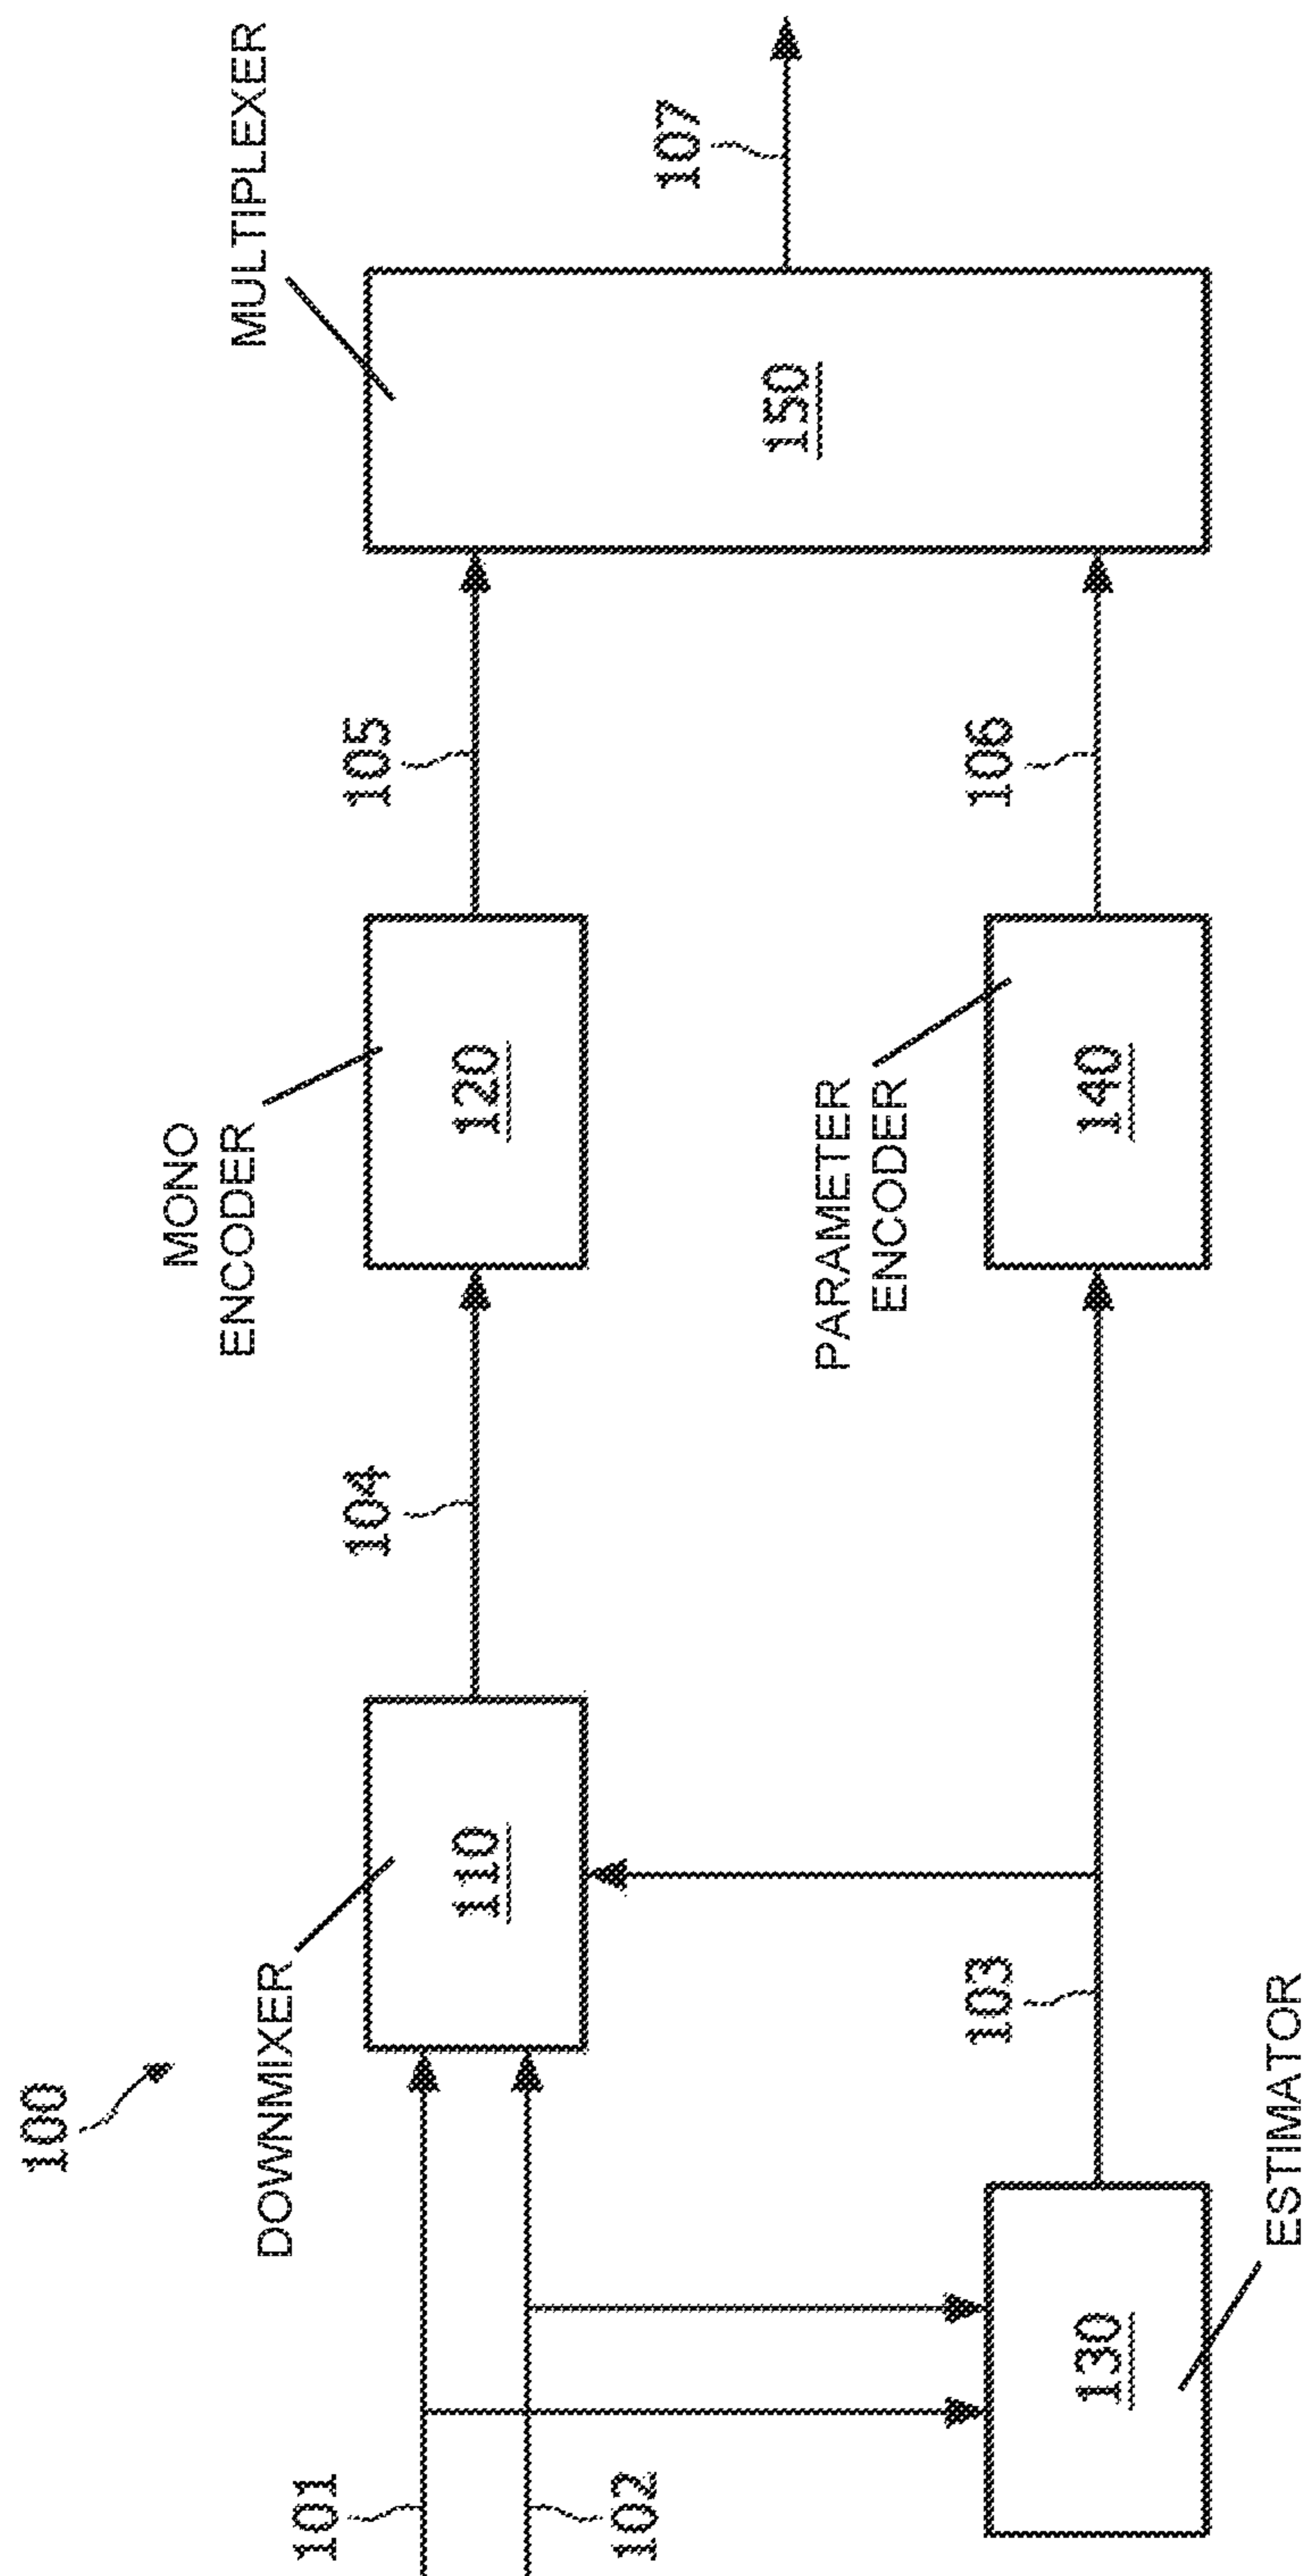 100
MULTIPLEXER
DOWNMIXER
MONO
ENCODER
101
104
105
110
120
102
107
150
PARAMETER
ENCODER
103
106
130
140
ESTIMATOR